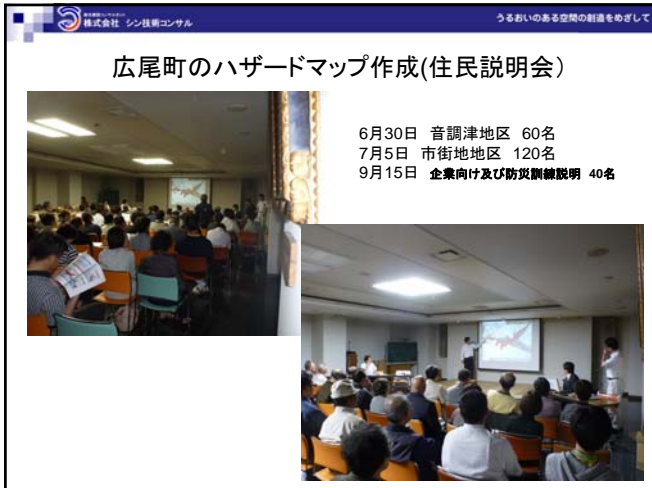 株式会社 シン技術コンサル
うるおいのある空間の創造をめざして
広尾町のハザードマップ作成(住民説明会)
6月30日 音調津地区 60名
7月5日 市街地地区 120名
9月15日 企業向け及び防災訓練説明 40名